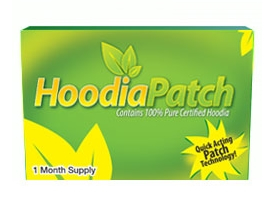 HoodiaPatch
Contains 100% Pure Certified Hoodia
Quick Acting
Patch
Technology!
1 Month Supply